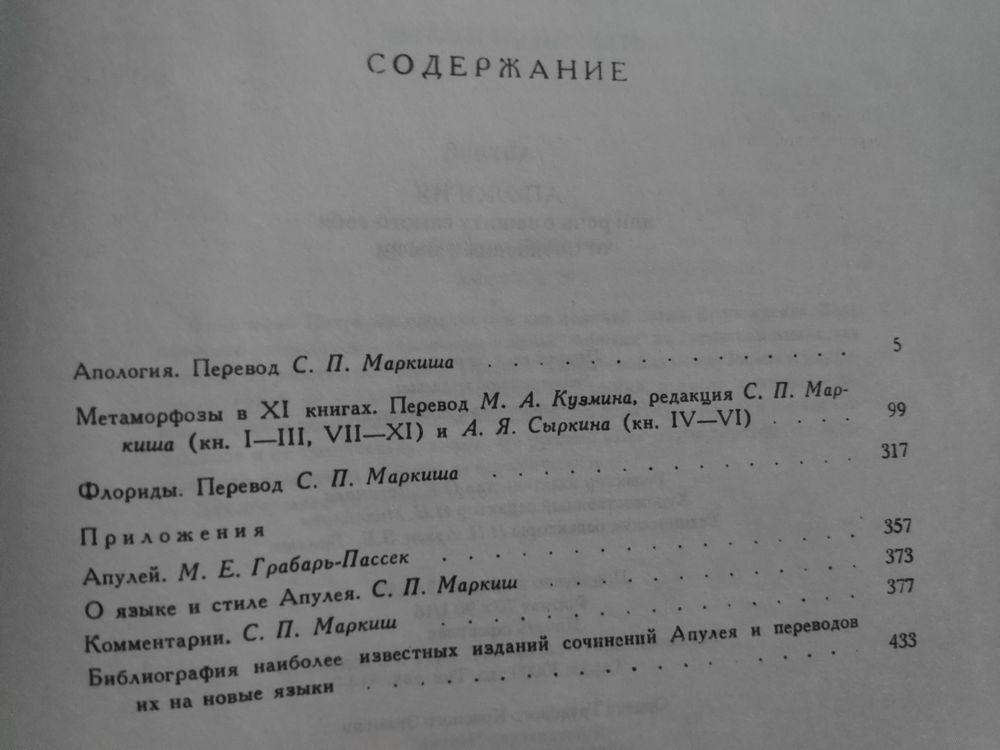 СОДЕРЖАНИЕ
Апология. Перевод С. П. Маркиша . . . . . . . . . . . . . 5
Метаморфозы в XI книгах. Перевод М. А. Кузмина, редакция С. П. Мар-
киша (кн. I—III, VII—XI) и А. Я. Сыркина (кн. IV—VI) . . . . 99
Флориды. Перевод С. П. Маркиша . . . . . . . . . . . . . 317
Приложения
Апулей. М. Е. Грабарь-Пассек . . . . . . . . . . . . . . 357
О языке и стиле Апулея. С. П. Маркиш . . . . . . . . . . . 373
Комментарии. С. П. Маркиш . . . . . . . . . . . . . . . 377
Библиография наиболее известных изданий сочинений Апулея и переводов
их на новые языки . . . . . . . . . . . . . . . . . 433